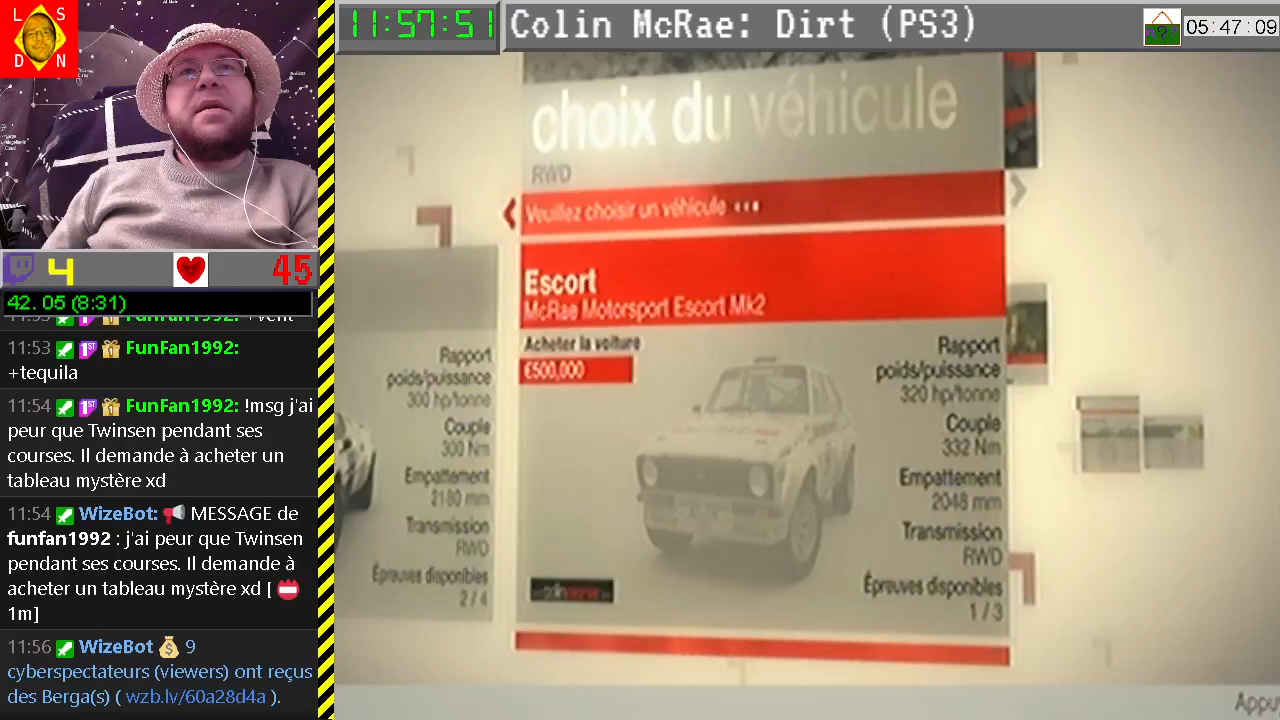 L S
D N
11:57:51
Colin McRae: Dirt (PS3)
05:47:09
4
45
42. 05 (8:31)
11:53 FunFan1992: +vent
11:53 FunFan1992:
+tequila
11:54 FunFan1992: !msg j'ai
peur que Twinsen pendant ses
courses. Il demande à acheter un
tableau mystère xd
11:54 WizeBot: MESSAGE de
funfan1992 : j'ai peur que Twinsen
pendant ses courses. Il demande à
acheter un tableau mystère xd [
1m]
11:56 WizeBot 9
cyberspectateurs (viewers) ont reçus
des Berga(s) ( wzb.lv/60a28d4a ).
choix du véhicule
RWD
Veuillez choisir un véhicule
Escort
McRae Motorsport Escort Mk2
Acheter la voiture
€500,000
Rapport
poids/puissance
320 hp/tonne
Couple
332 Nm
Empattement
2048 mm
Transmission
RWD
Épreuves disponibles
1 / 3
Rapport
poids/puissance
300 hp/tonne
Couple
300 Nm
Empattement
2180 mm
Transmission
RWD
Épreuves disponibles
2 / 4
Appu